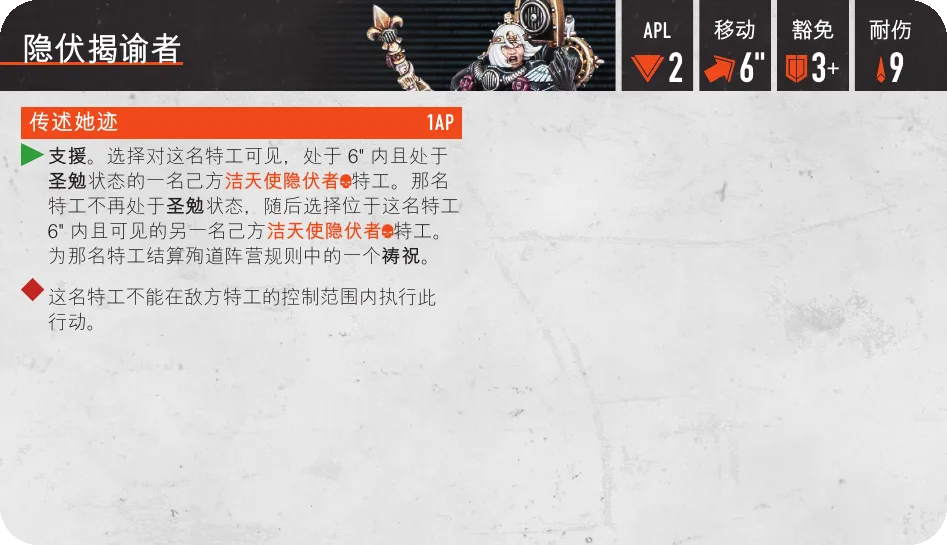 隐伏揭谕者
APL
2
移动
6"
豁免
3+
耐伤
9
传述她迹
1AP
支援。选择对这名特工可见，处于 6" 内且处于
圣勉状态的一名己方洁天使隐伏者特工。那名
特工不再处于圣勉状态，随后选择位于这名特工
6" 内且可见的另一名己方洁天使隐伏者特工。
为那名特工结算殉道阵营规则中的一个祷祝。
这名特工不能在敌方特工的控制范围内执行此
行动。